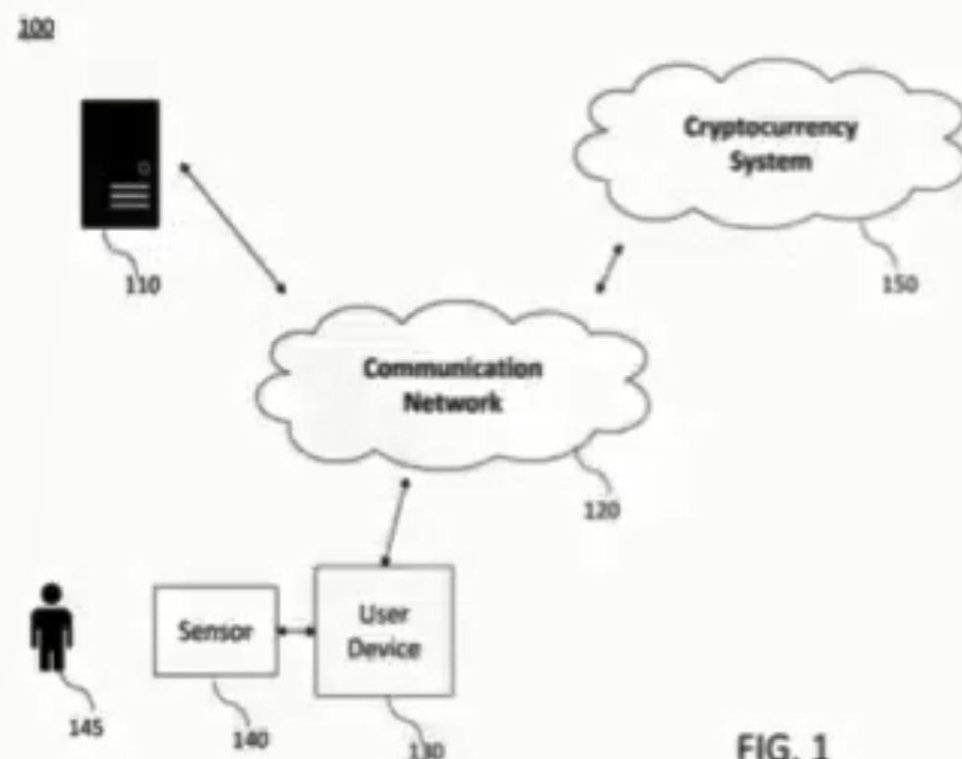 100
Cryptocurrency
System
110
150
Communication
Network
120
Sensor
User
Device
145
140
130
FIG. 1